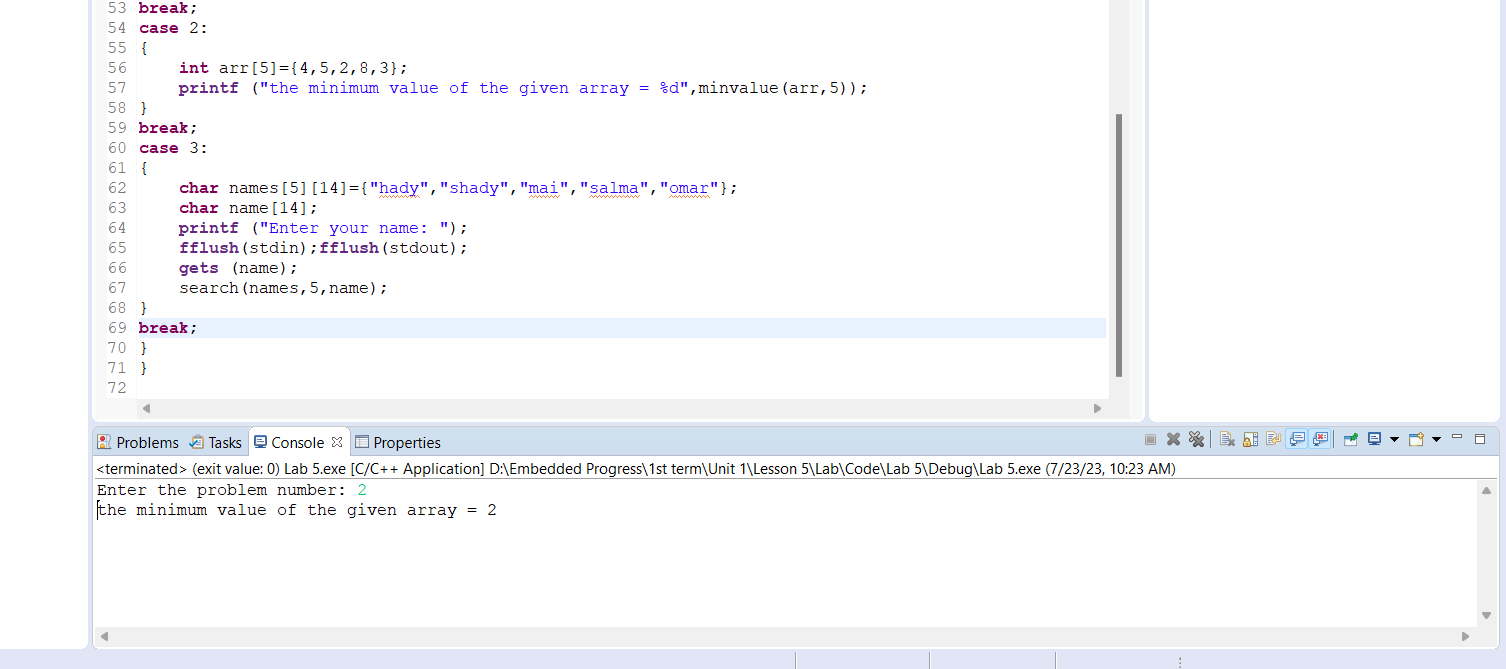 53 break;
54 case 2:
55 {
56     int arr[5]={4,5,2,8,3};
57     printf ("the minimum value of the given array = %d",minvalue(arr,5));
58 }
59 break;
60 case 3:
61 {
62     char names[5][14]={"hady","shady","mai","salma","omar"};
63     char name[14];
64     printf ("Enter your name: ");
65     fflush(stdin);fflush(stdout);
66     gets (name);
67     search(names,5,name);
68 }
69 break;
70 }
71 }
72
Problems Tasks Console Properties
<terminated> (exit value: 0) Lab 5.exe [C/C++ Application] D:\Embedded Progress\1st term\Unit 1\Lesson 5\Lab\Code\Lab 5\Debug\Lab 5.exe (7/23/23, 10:23 AM)
Enter the problem number: 2
the minimum value of the given array = 2